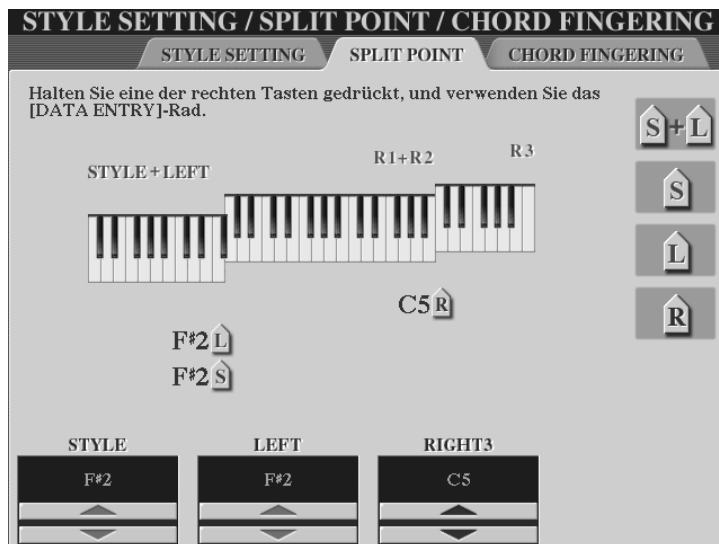 STYLE SETTING / SPLIT POINT / CHORD FINGERING
STYLE SETTING SPLIT POINT CHORD FINGERING
Halten Sie eine der rechten Tasten gedrückt, und verwenden Sie das
[DATA ENTRY]-Rad.
S+L
STYLE+LEFT R1+R2 R3
S
L
C5 R
R
F♯2 L
F♯2 S
STYLE LEFT RIGHT3
F♯2 F♯2 C5